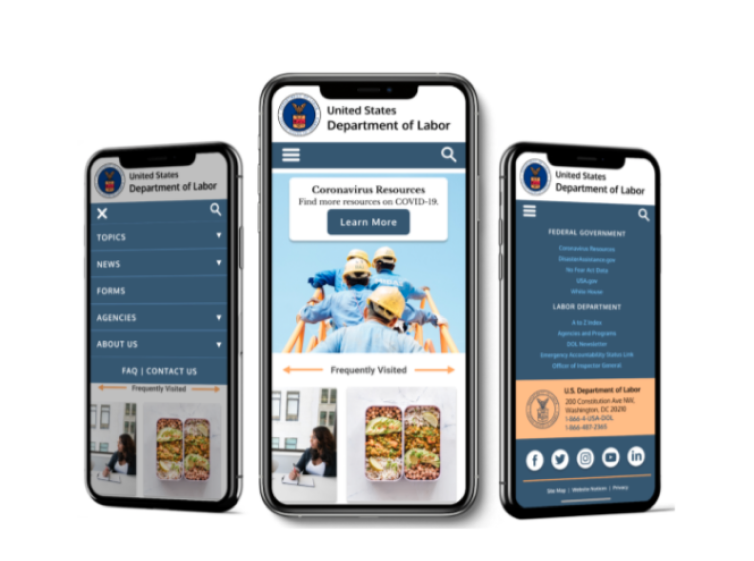 United States
Department of Labor
TOPICS
NEWS
FORMS
AGENCIES
ABOUT US
FAQ | CONTACT US
Frequently Visited
United States
Department of Labor
Coronavirus Resources
Find more resources on COVID-19.
Learn More
Frequently Visited
United States
Department of Labor
FEDERAL GOVERNMENT
Coronavirus Resources
DisasterAssistance.gov
No Fear Act Data
USA.gov
White House
LABOR DEPARTMENT
A to Z Index
Agencies and Programs
DOL Newsletter
Emergency Accountability Status Link
Office of Inspector General
U.S. Department of Labor
200 Constitution Ave NW,
Washington, DC 20210
1-866-4-USA-DOL
1-866-487-2365
Site Map | Website Notices | Privacy